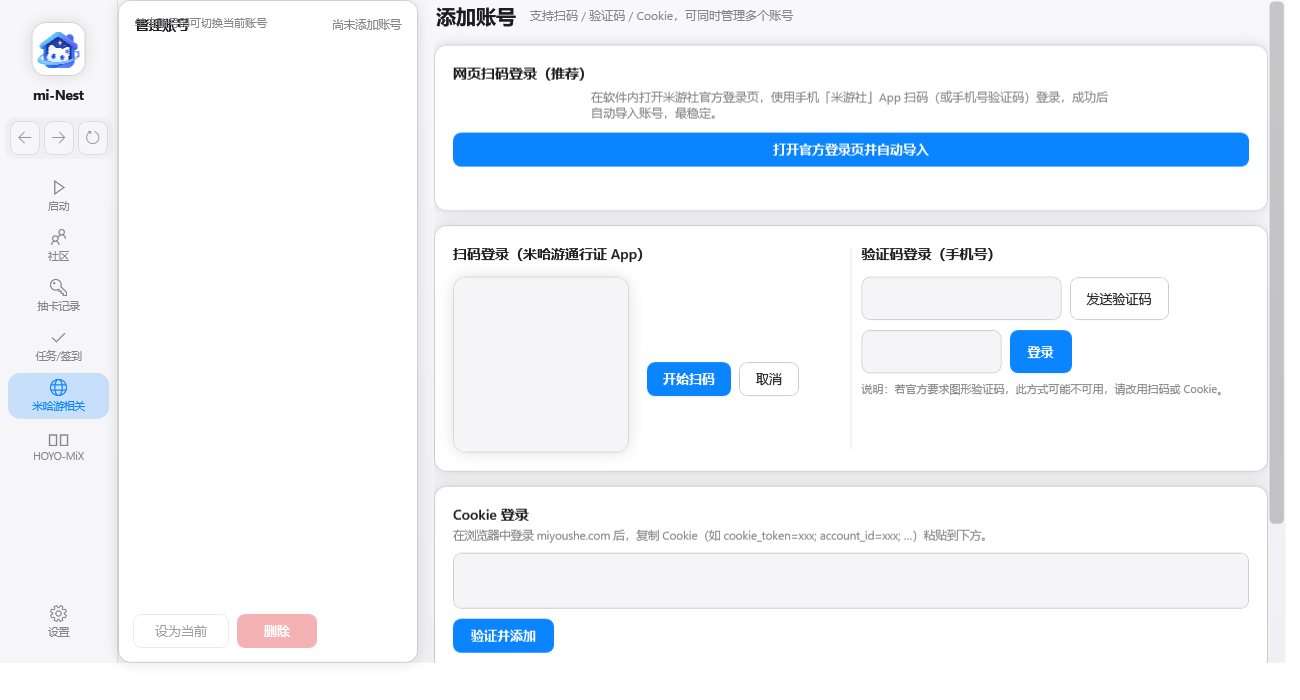 mi-Nest
启动
社区
抽卡记录
任务/签到
米哈游相关
HOYO-MiX
设置
管理账号
可切换当前账号
尚未添加账号
设为当前
删除
添加账号
支持扫码 / 验证码 / Cookie，可同时管理多个账号
网页扫码登录（推荐）
在软件内打开米游社官方登录页，使用手机「米游社」App 扫码（或手机号验证码）登录，成功后
自动导入账号，最稳定。
打开官方登录页并自动导入
扫码登录（米哈游通行证 App）
开始扫码
取消
验证码登录（手机号）
发送验证码
登录
说明：若官方要求图形验证码，此方式可能不可用，请改用扫码或 Cookie。
Cookie 登录
在浏览器中登录 miyoushe.com 后，复制 Cookie（如 cookie_token=xxx; account_id=xxx; ...）粘贴到下方。
验证并添加